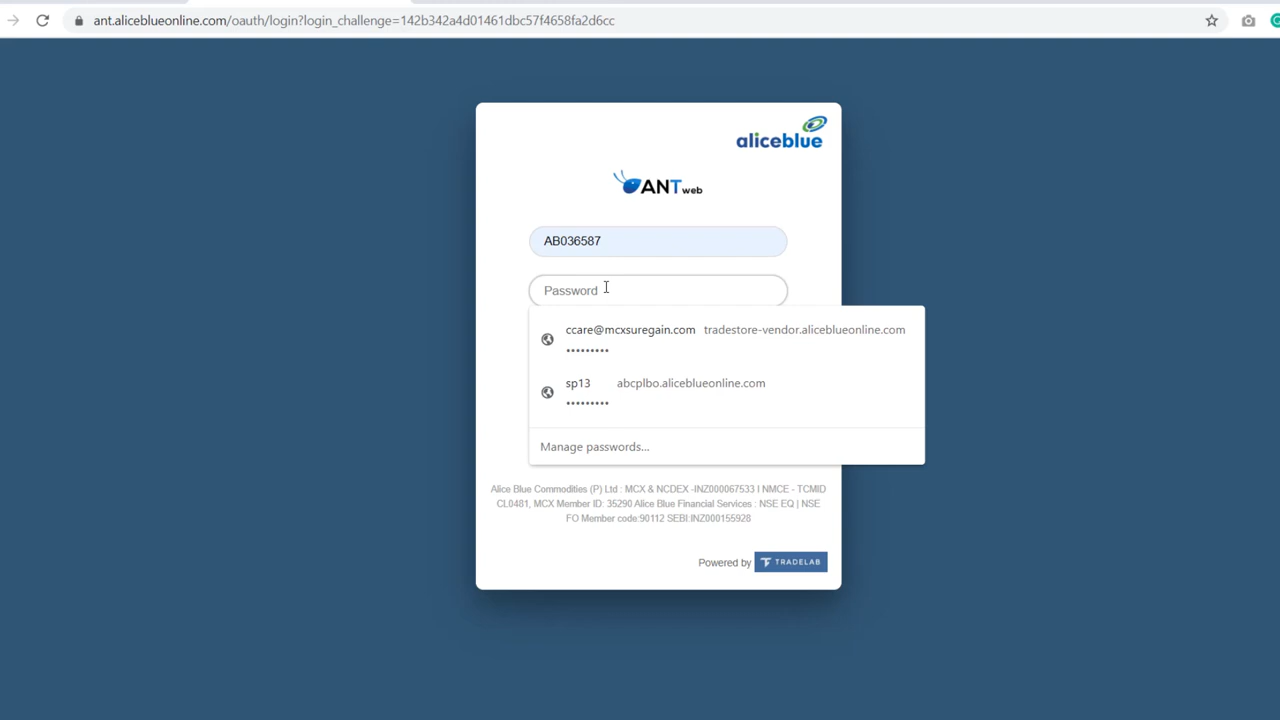 ant.aliceblueonline.com/oauth/login?login_challenge=142b342a4d01461dbc57f4658fa2d6cc
aliceblue
ANT web
AB036587
Password
ccare@mcxsuregain.com tradestore-vendor.aliceblueonline.com
•••••••••
sp13 abcplbo.aliceblueonline.com
•••••••••
Manage passwords...
Alice Blue Commodities (P) Ltd : MCX & NCDEX -INZ000067533 I NMCE - TCMID
CL0481, MCX Member ID: 35290 Alice Blue Financial Services : NSE EQ | NSE
FO Member code:90112 SEBI:INZ000155928
Powered by TRADELAB